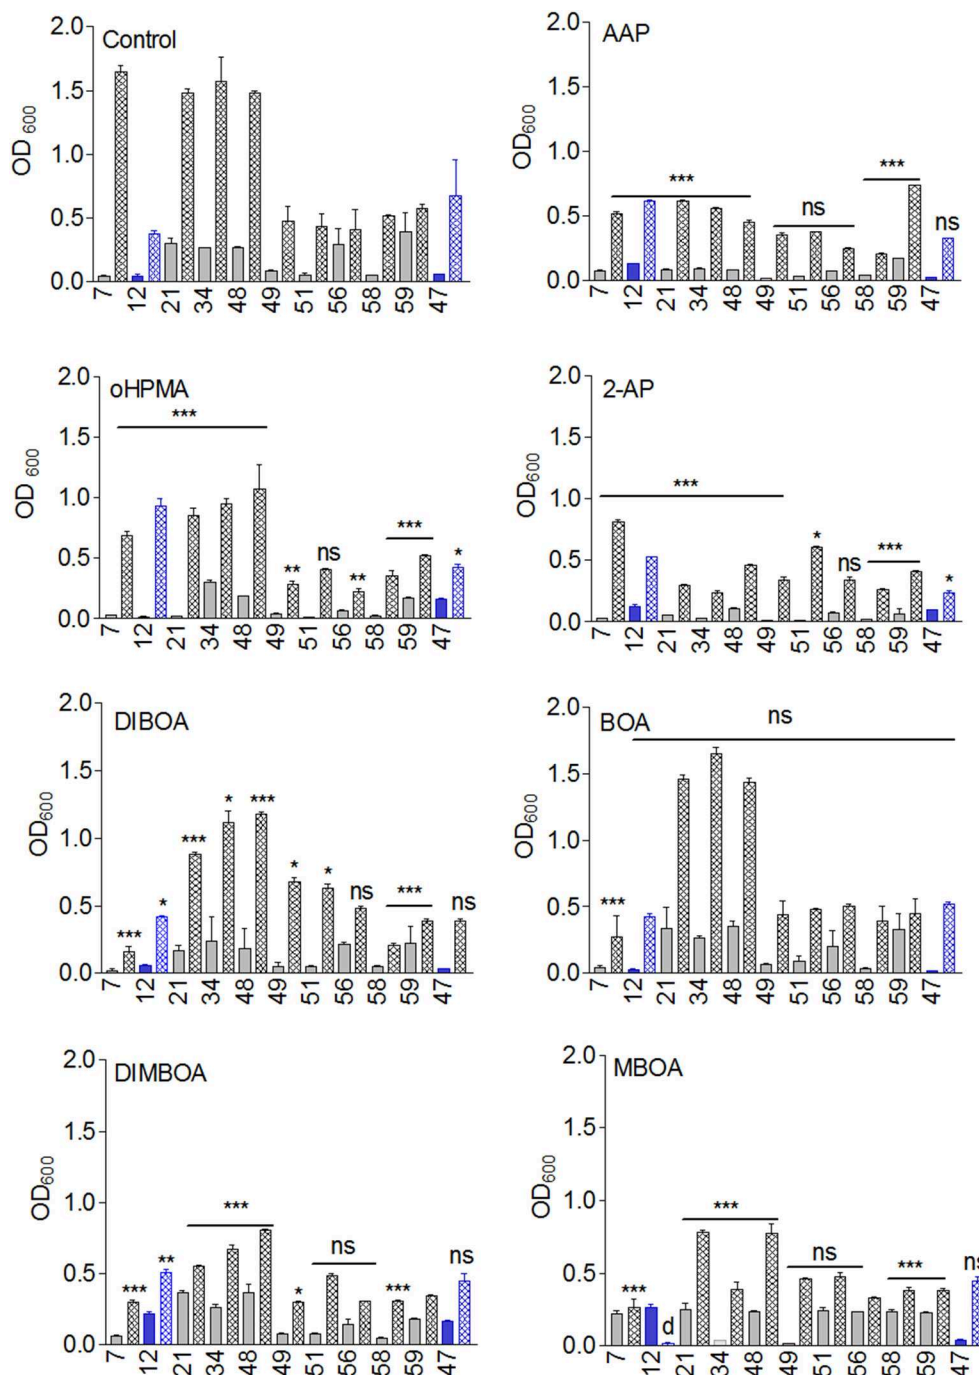 Control
OD 600
2.0
1.5
1.0
0.5
0.0
7 12 21 34 48 49 51 56 58 59 47
AAP
OD600
2.0
1.5
1.0
0.5
0.0
*** ns *** ns
7 12 21 34 48 49 51 56 58 59 47
oHPMA
OD 600
2.0
1.5
1.0
0.5
0.0
*** ** ns ** *** *
7 12 21 34 48 49 51 56 58 59 47
2-AP
OD600
2.0
1.5
1.0
0.5
0.0
*** * ns *** *
7 12 21 34 48 49 51 56 58 59 47
DIBOA
OD600
2.0
1.5
1.0
0.5
0.0
*** * *** * *** * * ns *** ns
7 12 21 34 48 49 51 56 58 59 47
BOA
OD600
2.0
1.5
1.0
0.5
0.0
*** ns
7 12 21 34 48 49 51 56 58 59 47
DIMBOA
OD600
2.0
1.5
1.0
0.5
0.0
*** ** *** * ns *** ns
7 12 21 34 48 49 51 56 58 59 47
MBOA
OD600
2.0
1.5
1.0
0.5
0.0
*** d *** ns *** ns
7 12 21 34 48 49 51 56 58 59 47